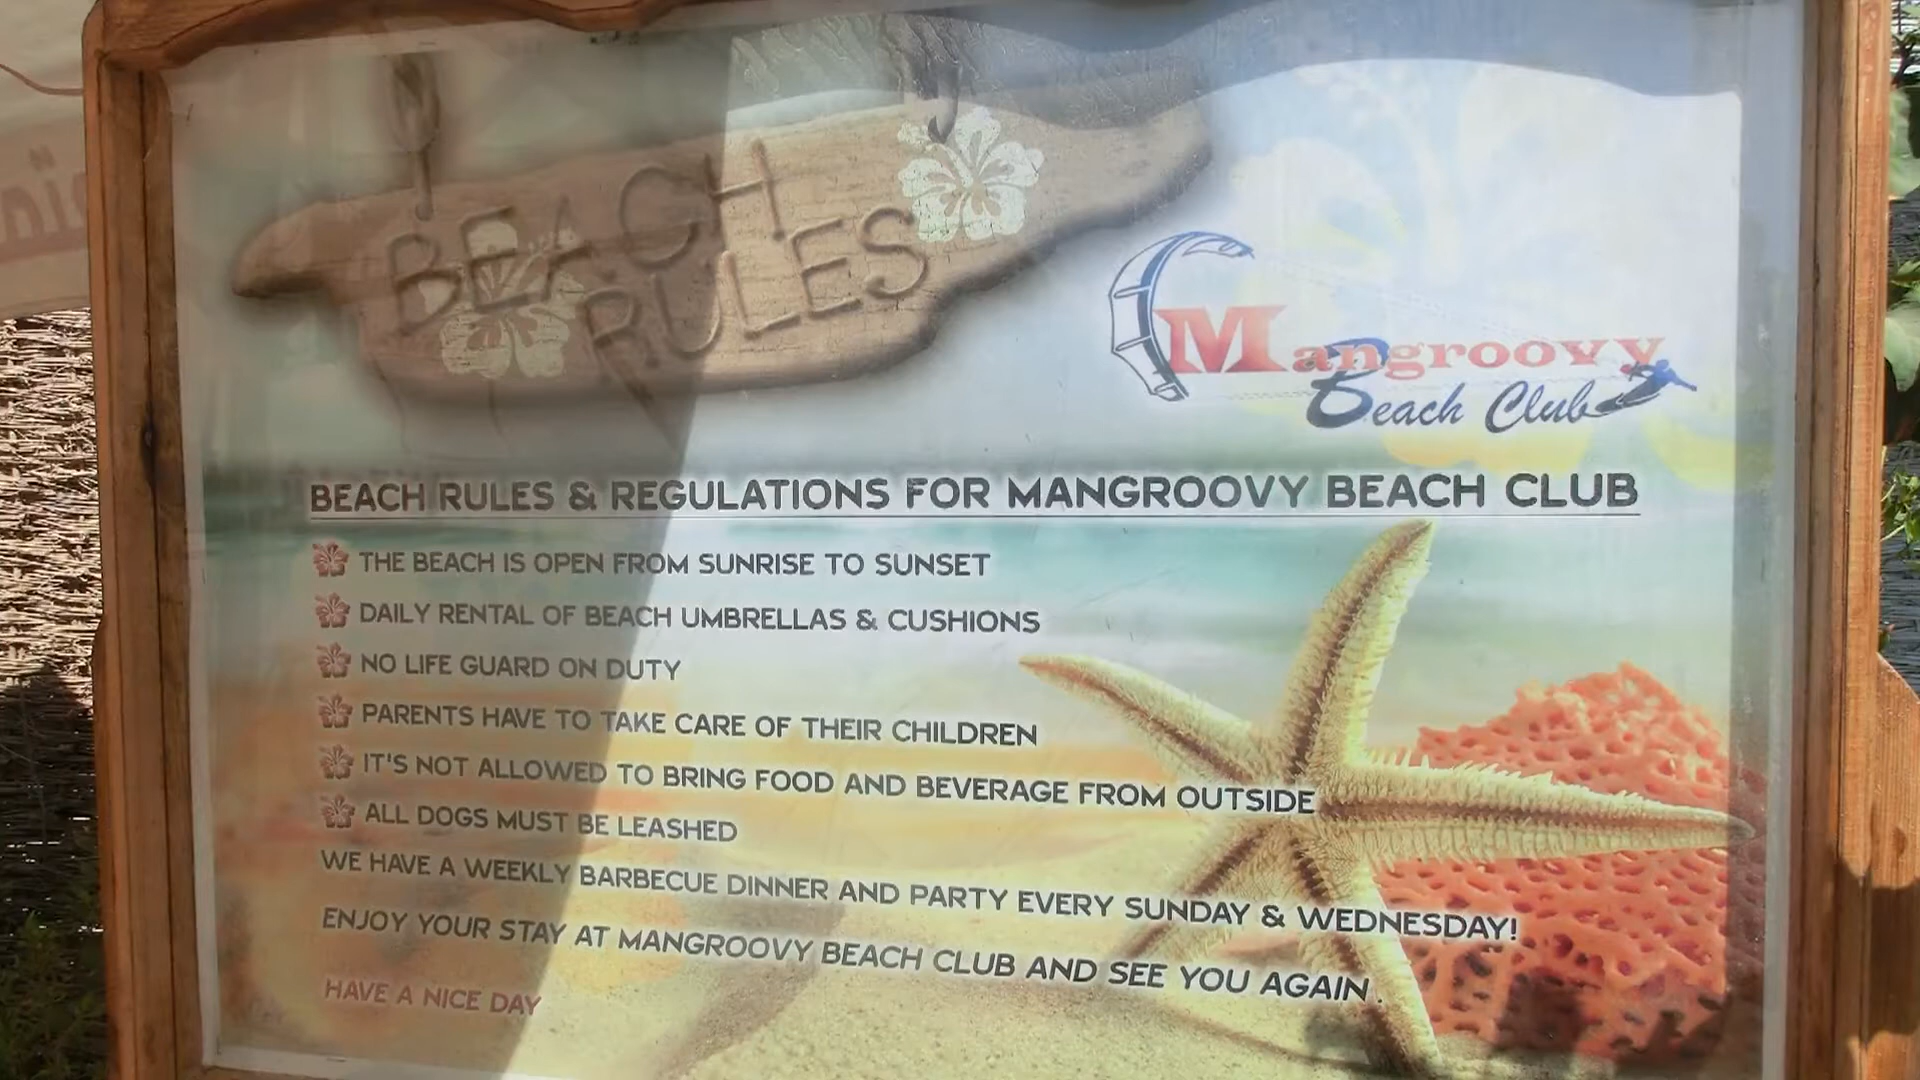 BEACH
RULES
Mangroovy
Beach Club
BEACH RULES & REGULATIONS FOR MANGROOVY BEACH CLUB
THE BEACH IS OPEN FROM SUNRISE TO SUNSET
DAILY RENTAL OF BEACH UMBRELLAS & CUSHIONS
NO LIFE GUARD ON DUTY
PARENTS HAVE TO TAKE CARE OF THEIR CHILDREN
IT'S NOT ALLOWED TO BRING FOOD AND BEVERAGE FROM OUTSIDE
ALL DOGS MUST BE LEASHED
WE HAVE A WEEKLY BARBECUE DINNER AND PARTY EVERY SUNDAY & WEDNESDAY!
ENJOY YOUR STAY AT MANGROOVY BEACH CLUB AND SEE YOU AGAIN.
HAVE A NICE DAY